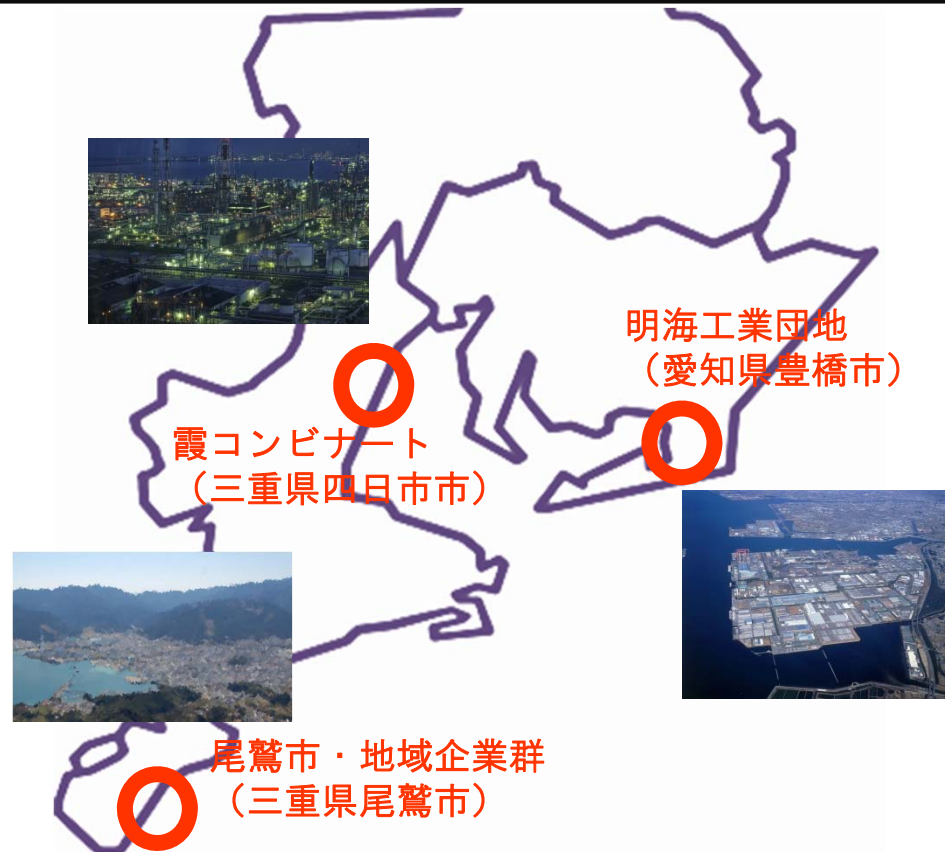 明海工業団地
（愛知県豊橋市）
霞コンビナート
（三重県四日市市）
尾鷲市・地域企業群
（三重県尾鷲市）